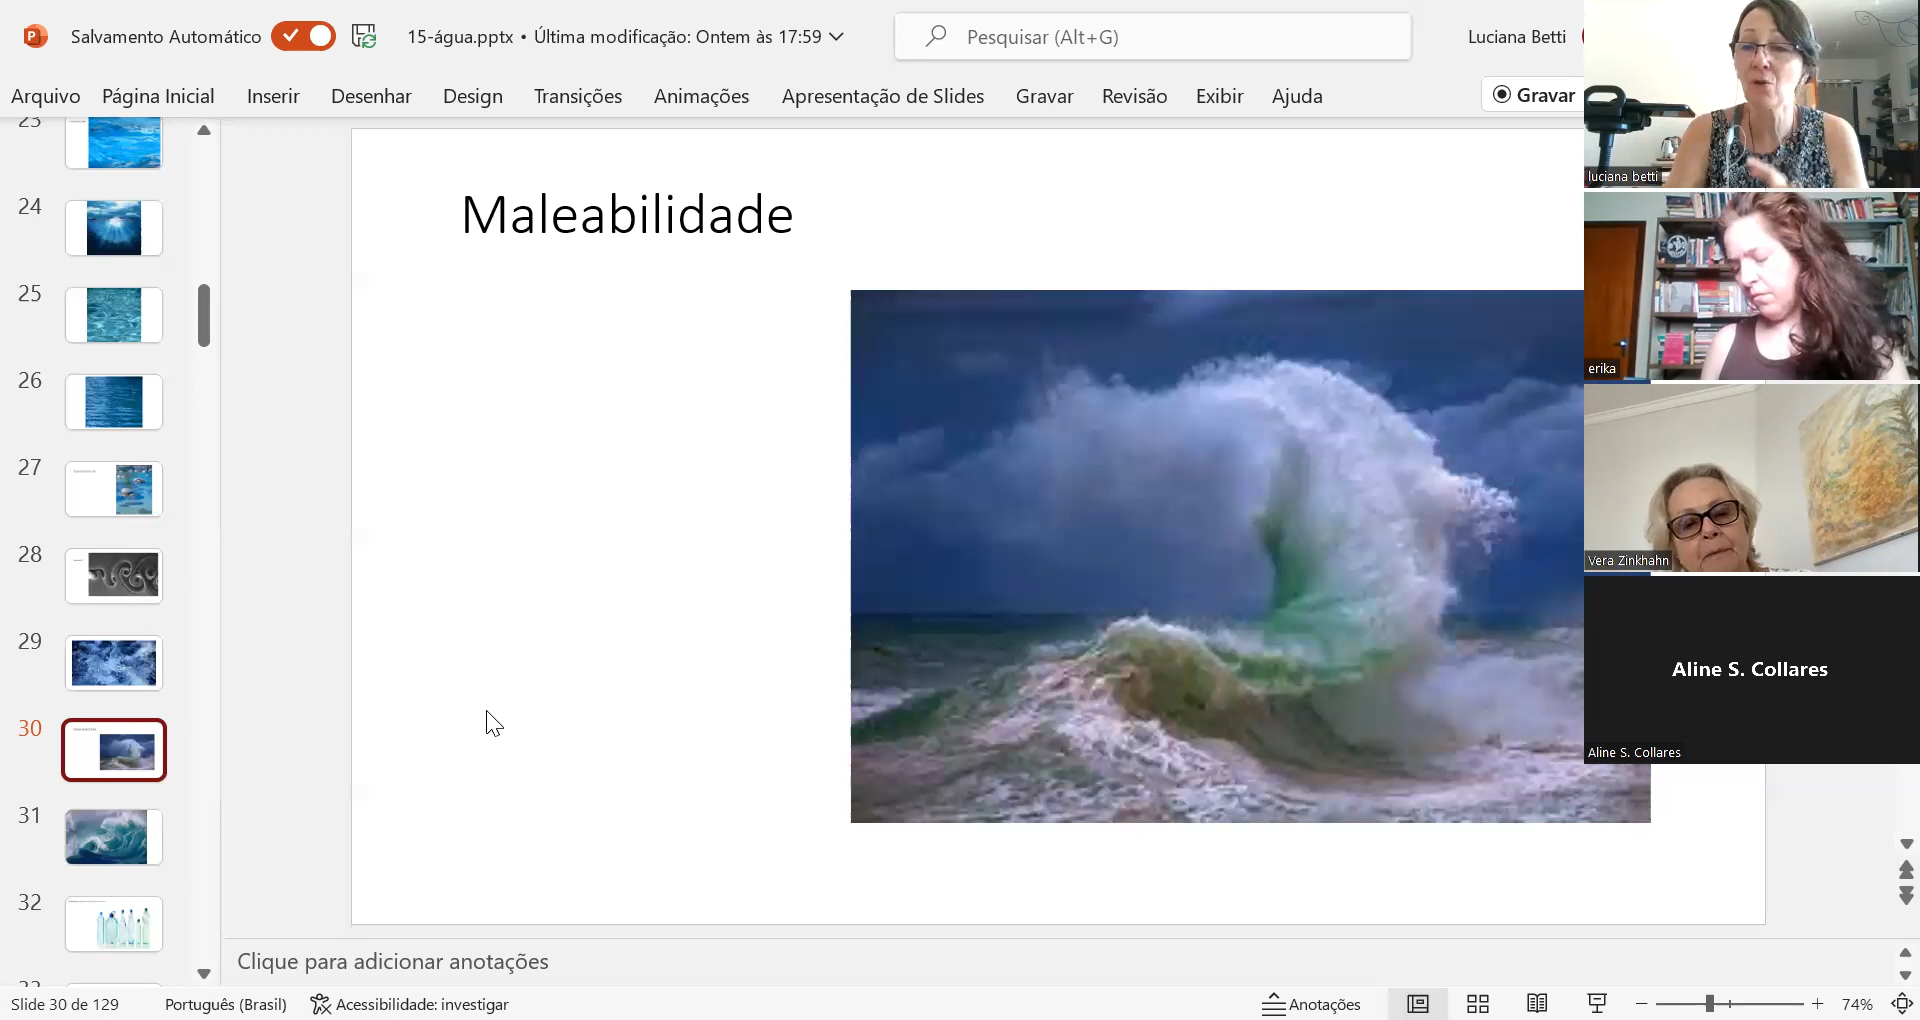 Salvamento Automático
15-água.pptx • Última modificação: Ontem às 17:59
Pesquisar (Alt+G)
Luciana Betti
Arquivo Página Inicial Inserir Desenhar Design Transições Animações Apresentação de Slides Gravar Revisão Exibir Ajuda
Gravar
23
24
25
26
27
28
29
30
31
32
33
Maleabilidade
luciana betti
erika
Vera Zinkhahn
Aline S. Collares
Aline S. Collares
Clique para adicionar anotações
Slide 30 de 129 Português (Brasil) Acessibilidade: investigar Anotações 74%